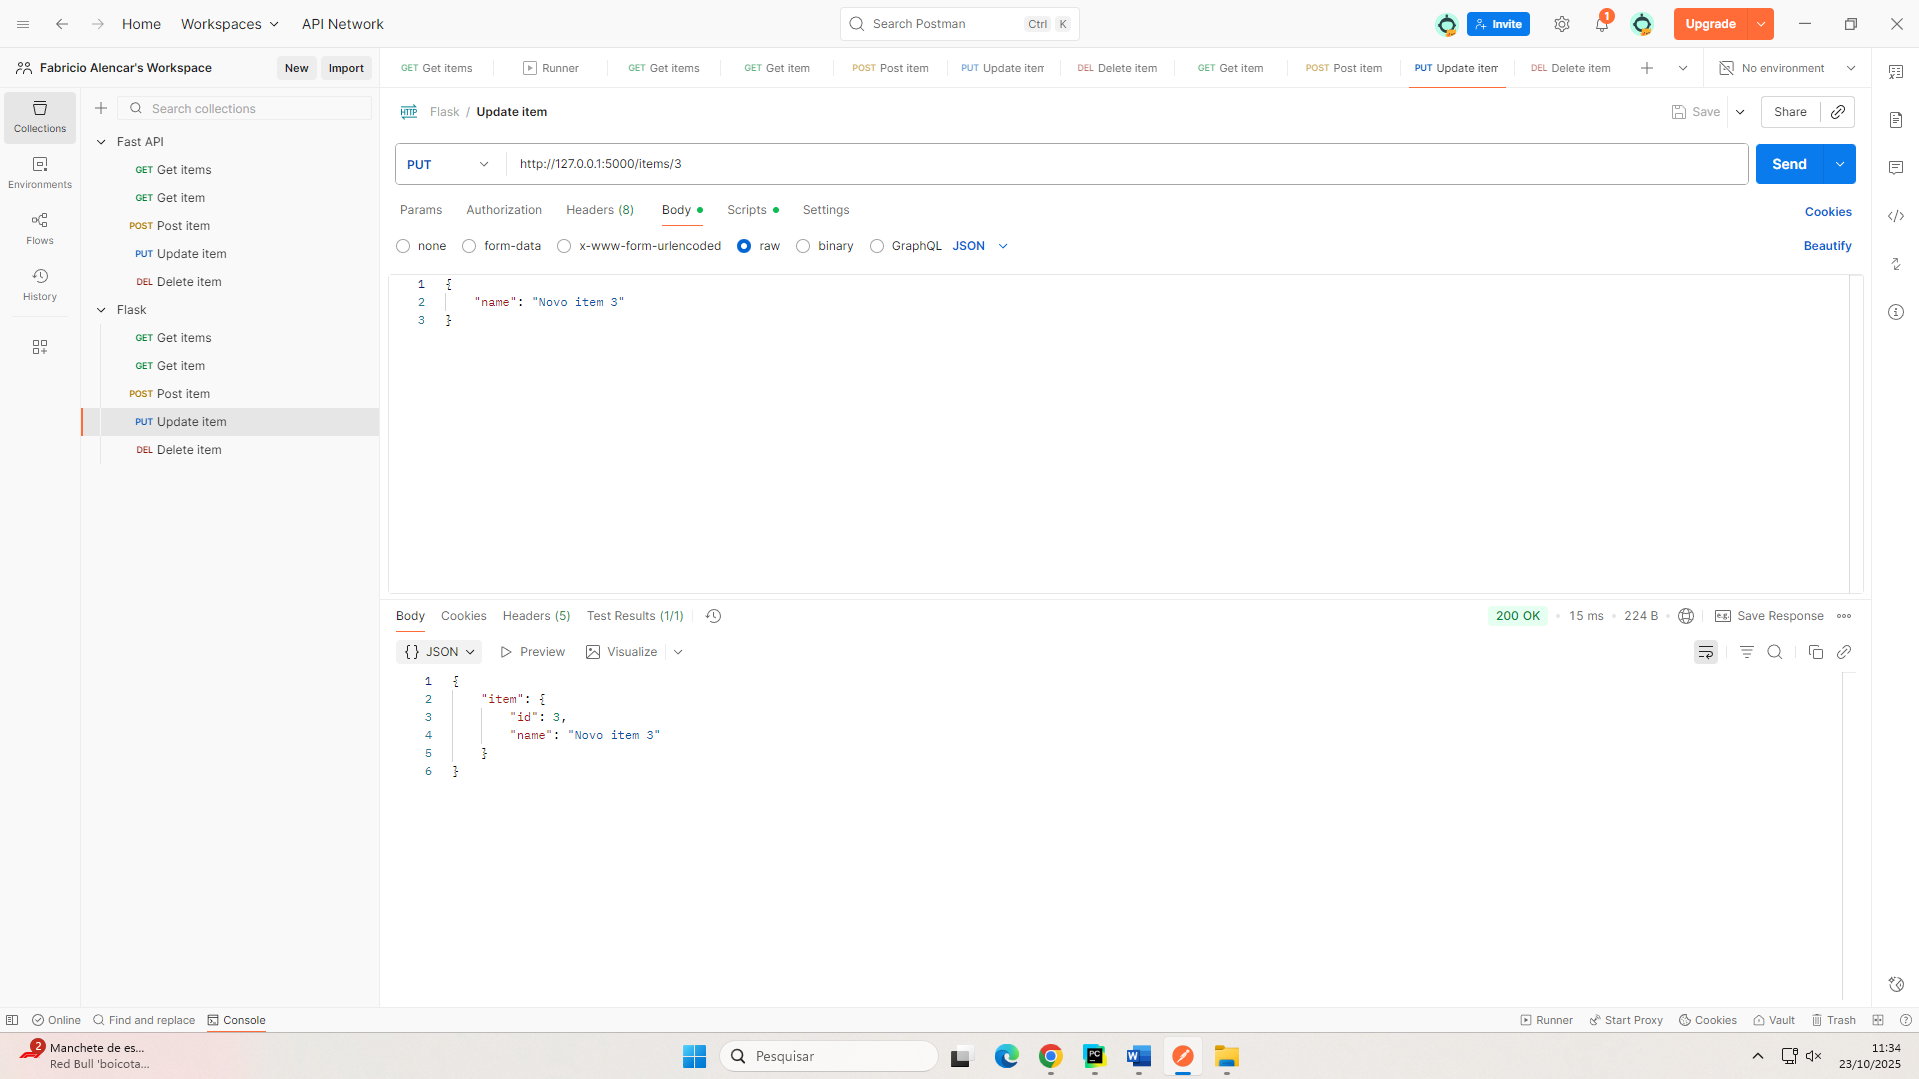 Home Workspaces API Network Search Postman Ctrl K Invite 1 Upgrade
Fabricio Alencar's Workspace New Import GET Get items Runner GET Get items GET Get item POST Post item PUT Update item DEL Delete item GET Get item POST Post item PUT Update item DEL Delete item No environment
Collections
Environments
Flows
History
Search collections
Fast API
GET Get items
GET Get item
POST Post item
PUT Update item
DEL Delete item
Flask
GET Get items
GET Get item
POST Post item
PUT Update item
DEL Delete item
HTTP Flask / Update item Save Share
PUT http://127.0.0.1:5000/items/3 Send
Params Authorization Headers (8) Body Scripts Settings Cookies
none form-data x-www-form-urlencoded raw binary GraphQL JSON Beautify
1 {
2 "name": "Novo item 3"
3 }
Body Cookies Headers (5) Test Results (1/1) 200 OK 15 ms 224 B e.g. Save Response
{} JSON Preview Visualize
1 {
2 "item": {
3 "id": 3,
4 "name": "Novo item 3"
5 }
6 }
Online Find and replace Console Runner Start Proxy Cookies Vault Trash
2 Manchete de es...
Red Bull 'boicota...
Pesquisar
PC
W
11:34
23/10/2025